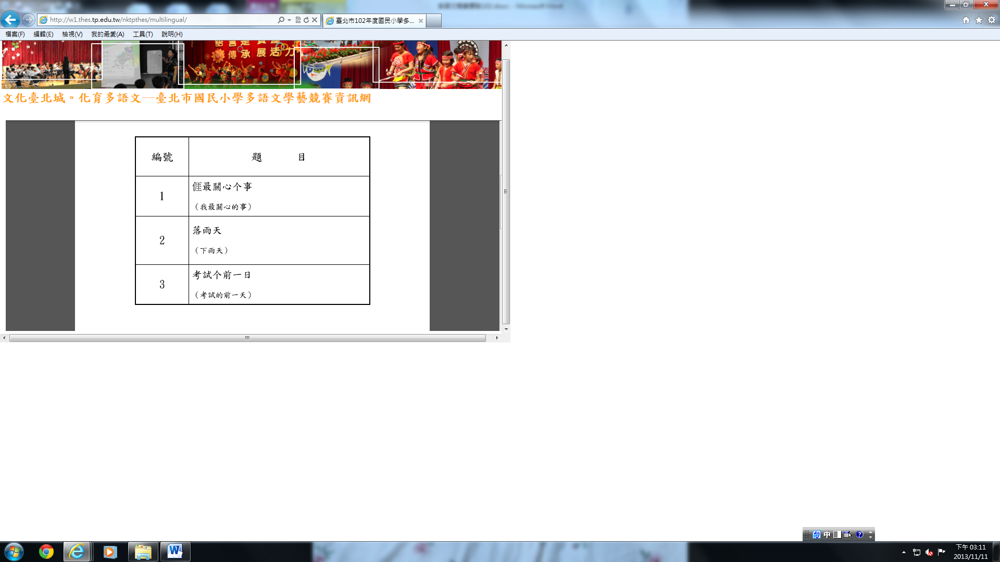 http://w1.thes.tp.edu.tw/nktpthes/multilingual/
臺北市102年度國民小學多...
檔案(F) 編輯(E) 檢視(V) 我的最愛(A) 工具(T) 說明(H)
傳承 展活力
文化臺北城。化育多語文--臺北市國民小學多語文學藝競賽資訊網
編號 題 目
1 𠊎最關心个事
（我最關心的事）
2 落雨天
（下雨天）
3 考試个前一日
（考試的前一天）
中
下午 03:11
2013/11/11